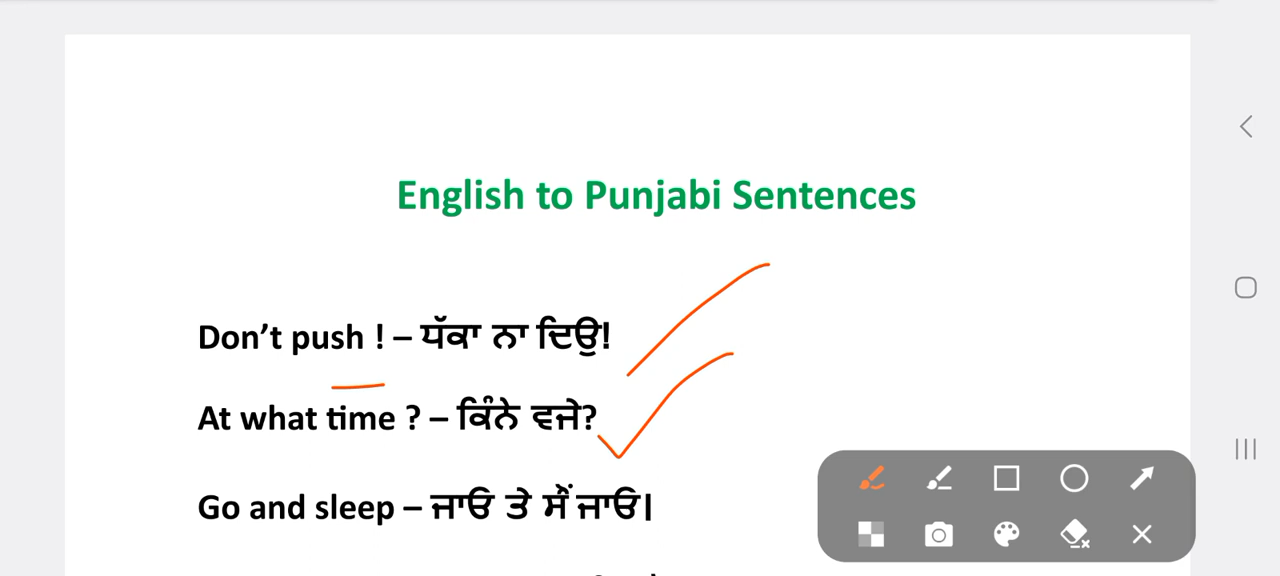 English to Punjabi Sentences
Don’t push ! – ਧੱਕਾ ਨਾ ਦਿਉ!
At what time ? – ਕਿੰਨੇ ਵਜੇ?
Go and sleep – ਜਾਓ ਤੇ ਸੌਂ ਜਾਓ।